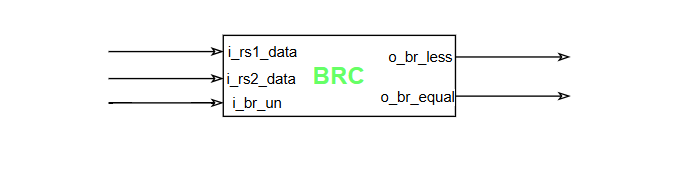 i_rs1_data
i_rs2_data
i_br_un
BRC
o_br_less
o_br_equal